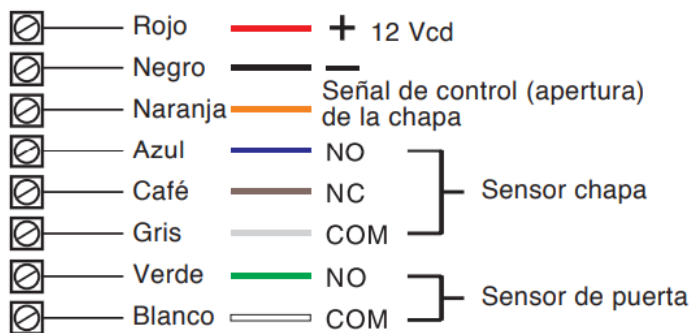 Rojo + 12 Vcd
Negro −
Naranja Señal de control (apertura)
de la chapa
Azul NO
Café NC Sensor chapa
Gris COM
Verde NO
Sensor de puerta
Blanco COM